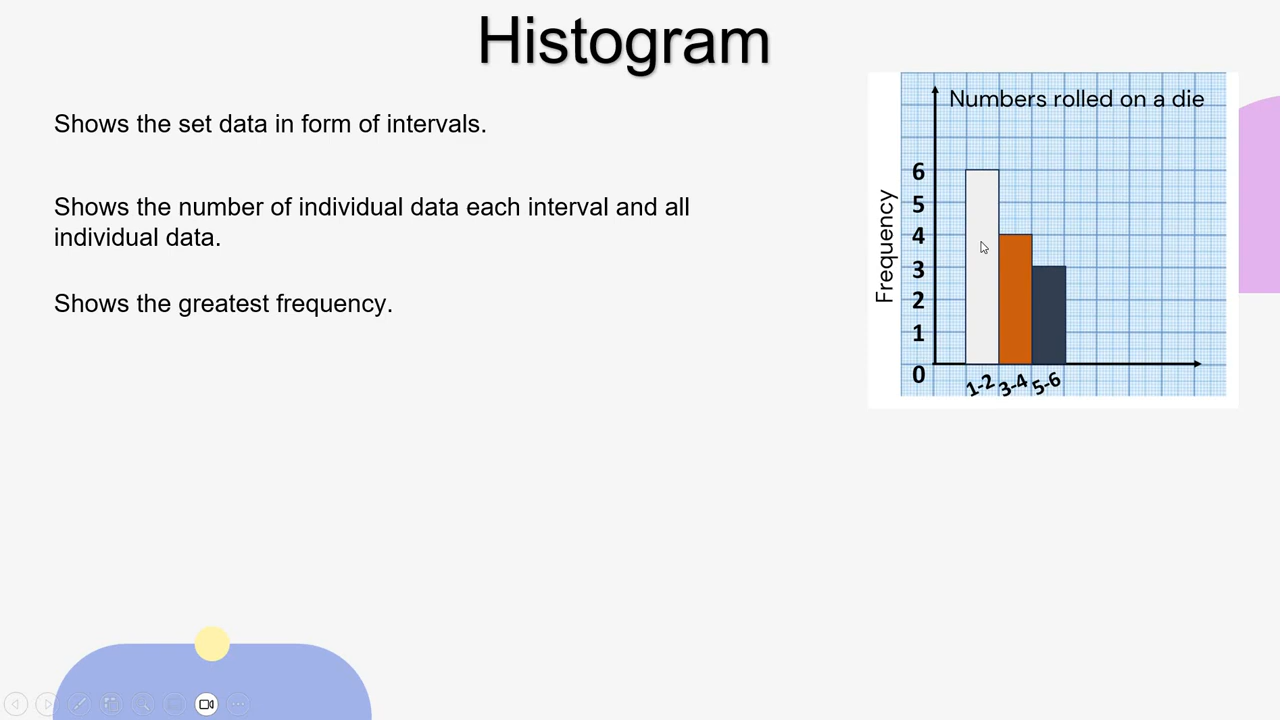 Histogram
Shows the set data in form of intervals.
Shows the number of individual data each interval and all
individual data.
Shows the greatest frequency.
Numbers rolled on a die
Frequency
6
5
4
3
2
1
0
1-2 3-4 5-6